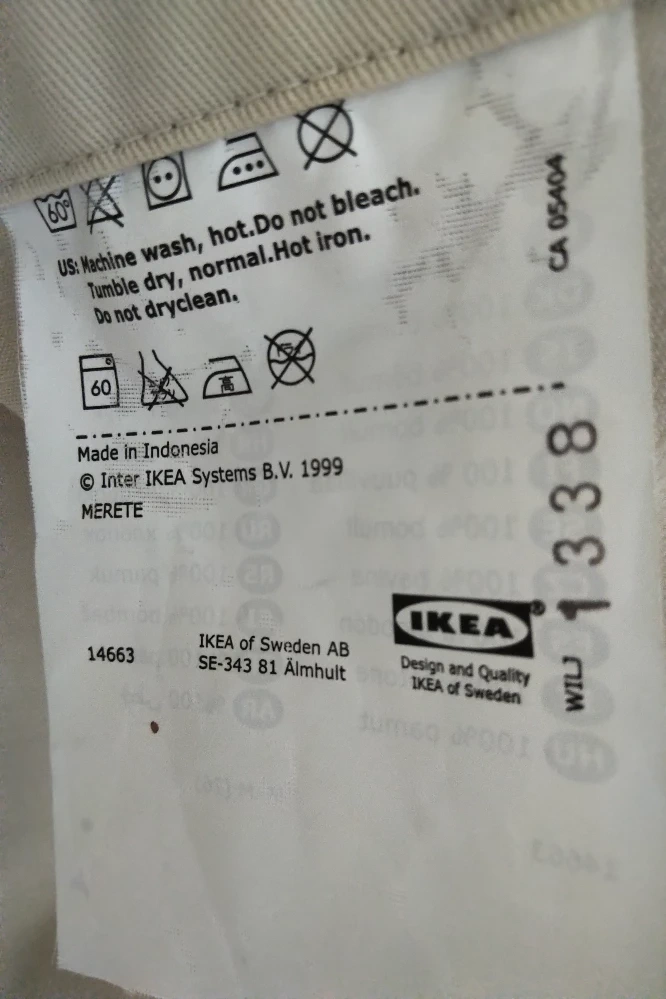 60°
US: Machine wash, hot.Do not bleach.
Tumble dry, normal.Hot iron.
Do not dryclean.
60 高
Made in Indonesia
© Inter IKEA Systems B.V. 1999
MERETE
14663
IKEA of Sweden AB
SE-343 81 Älmhult
IKEA®
Design and Quality
IKEA of Sweden
WILJ 1338
CA 05404